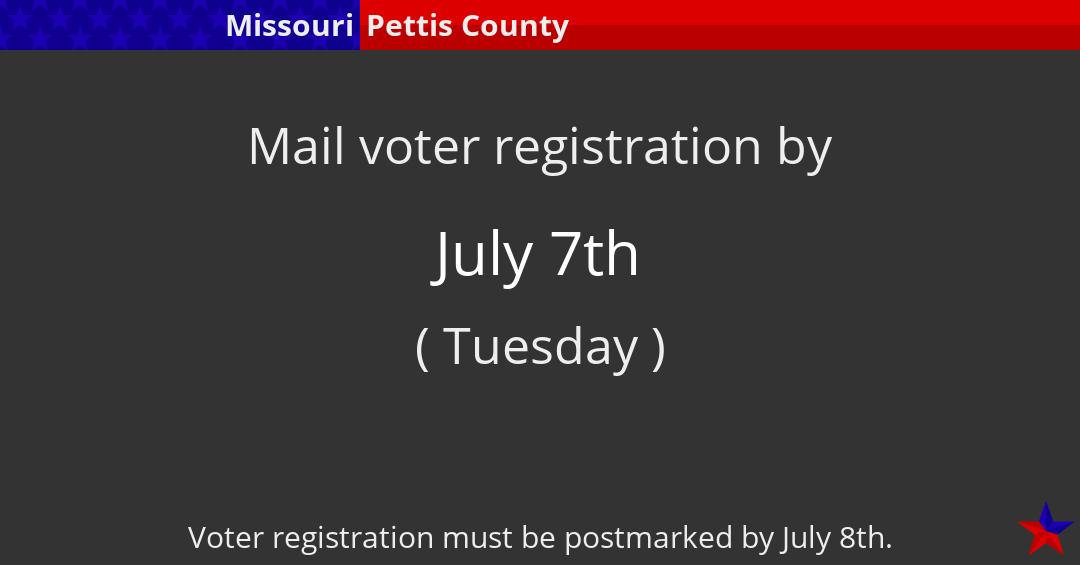 Missouri Pettis County
Mail voter registration by
July 7th
( Tuesday )
Voter registration must be postmarked by July 8th.